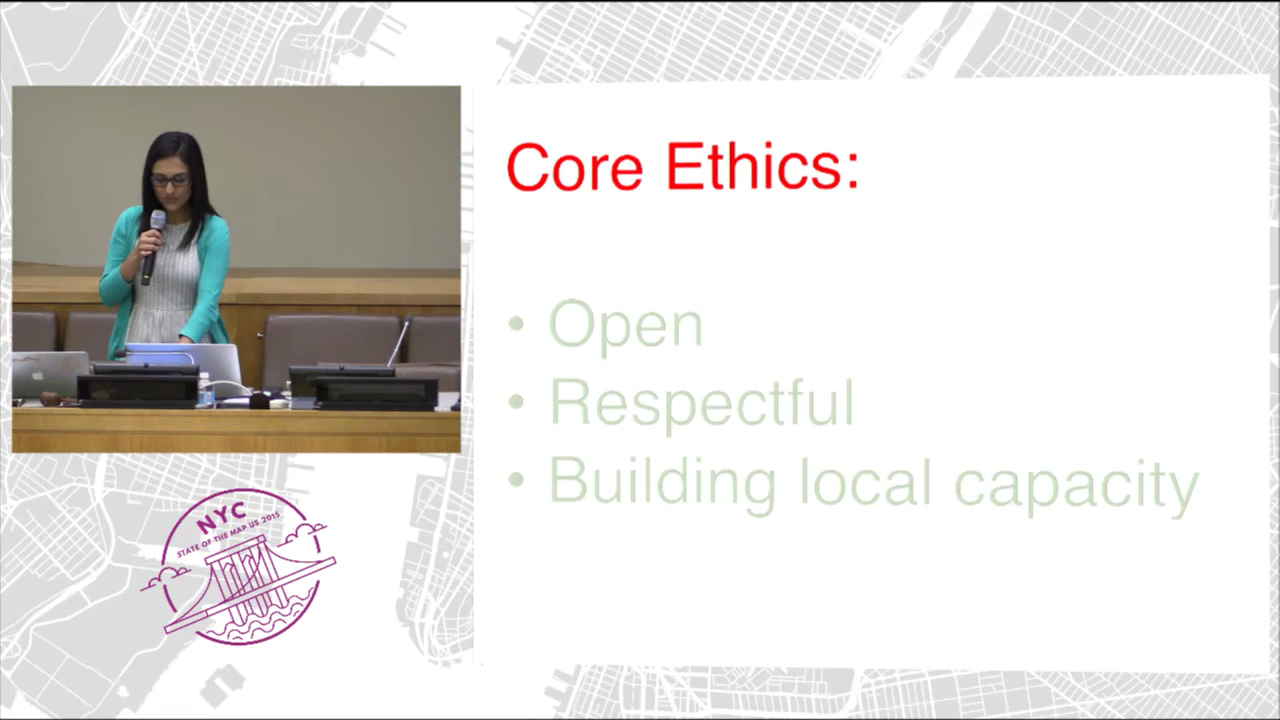 Core Ethics:
• Open
• Respectful
• Building local capacity
NYC
STATE OF THE MAP US 2015